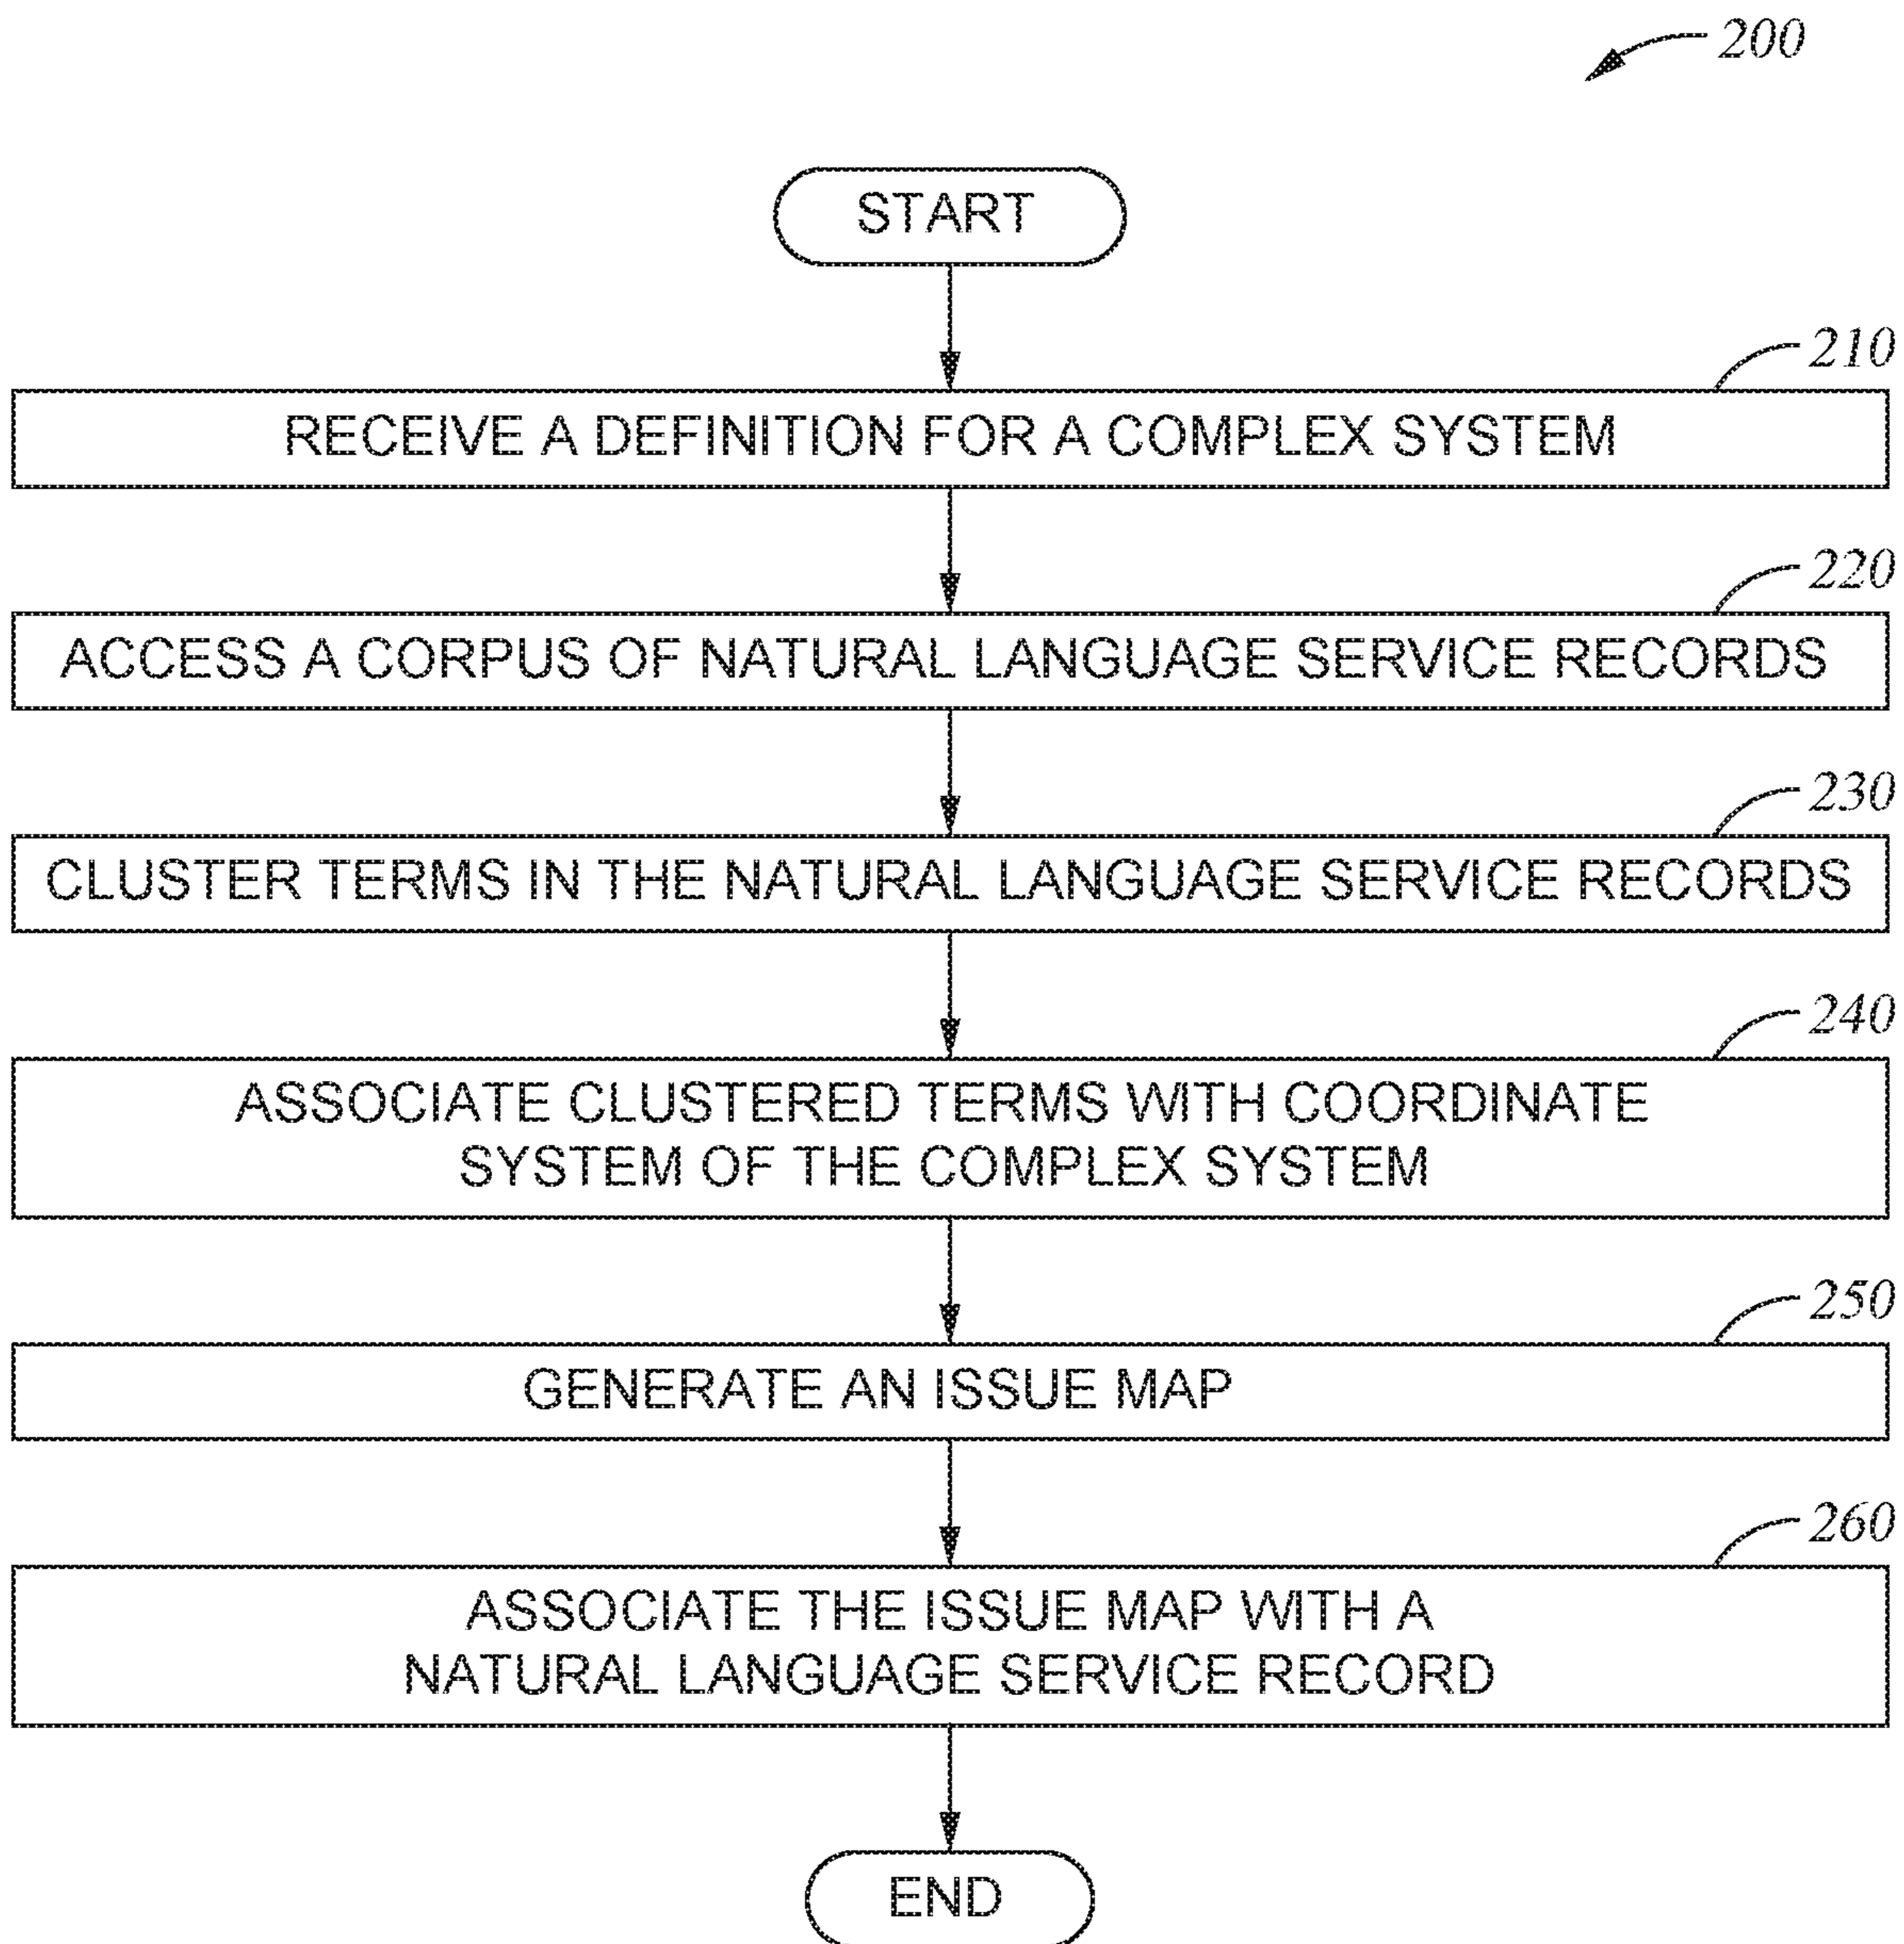 200
START
210
RECEIVE A DEFINITION FOR A COMPLEX SYSTEM
220
ACCESS A CORPUS OF NATURAL LANGUAGE SERVICE RECORDS
230
CLUSTER TERMS IN THE NATURAL LANGUAGE SERVICE RECORDS
240
ASSOCIATE CLUSTERED TERMS WITH COORDINATE
SYSTEM OF THE COMPLEX SYSTEM
250
GENERATE AN ISSUE MAP
260
ASSOCIATE THE ISSUE MAP WITH A
NATURAL LANGUAGE SERVICE RECORD
END